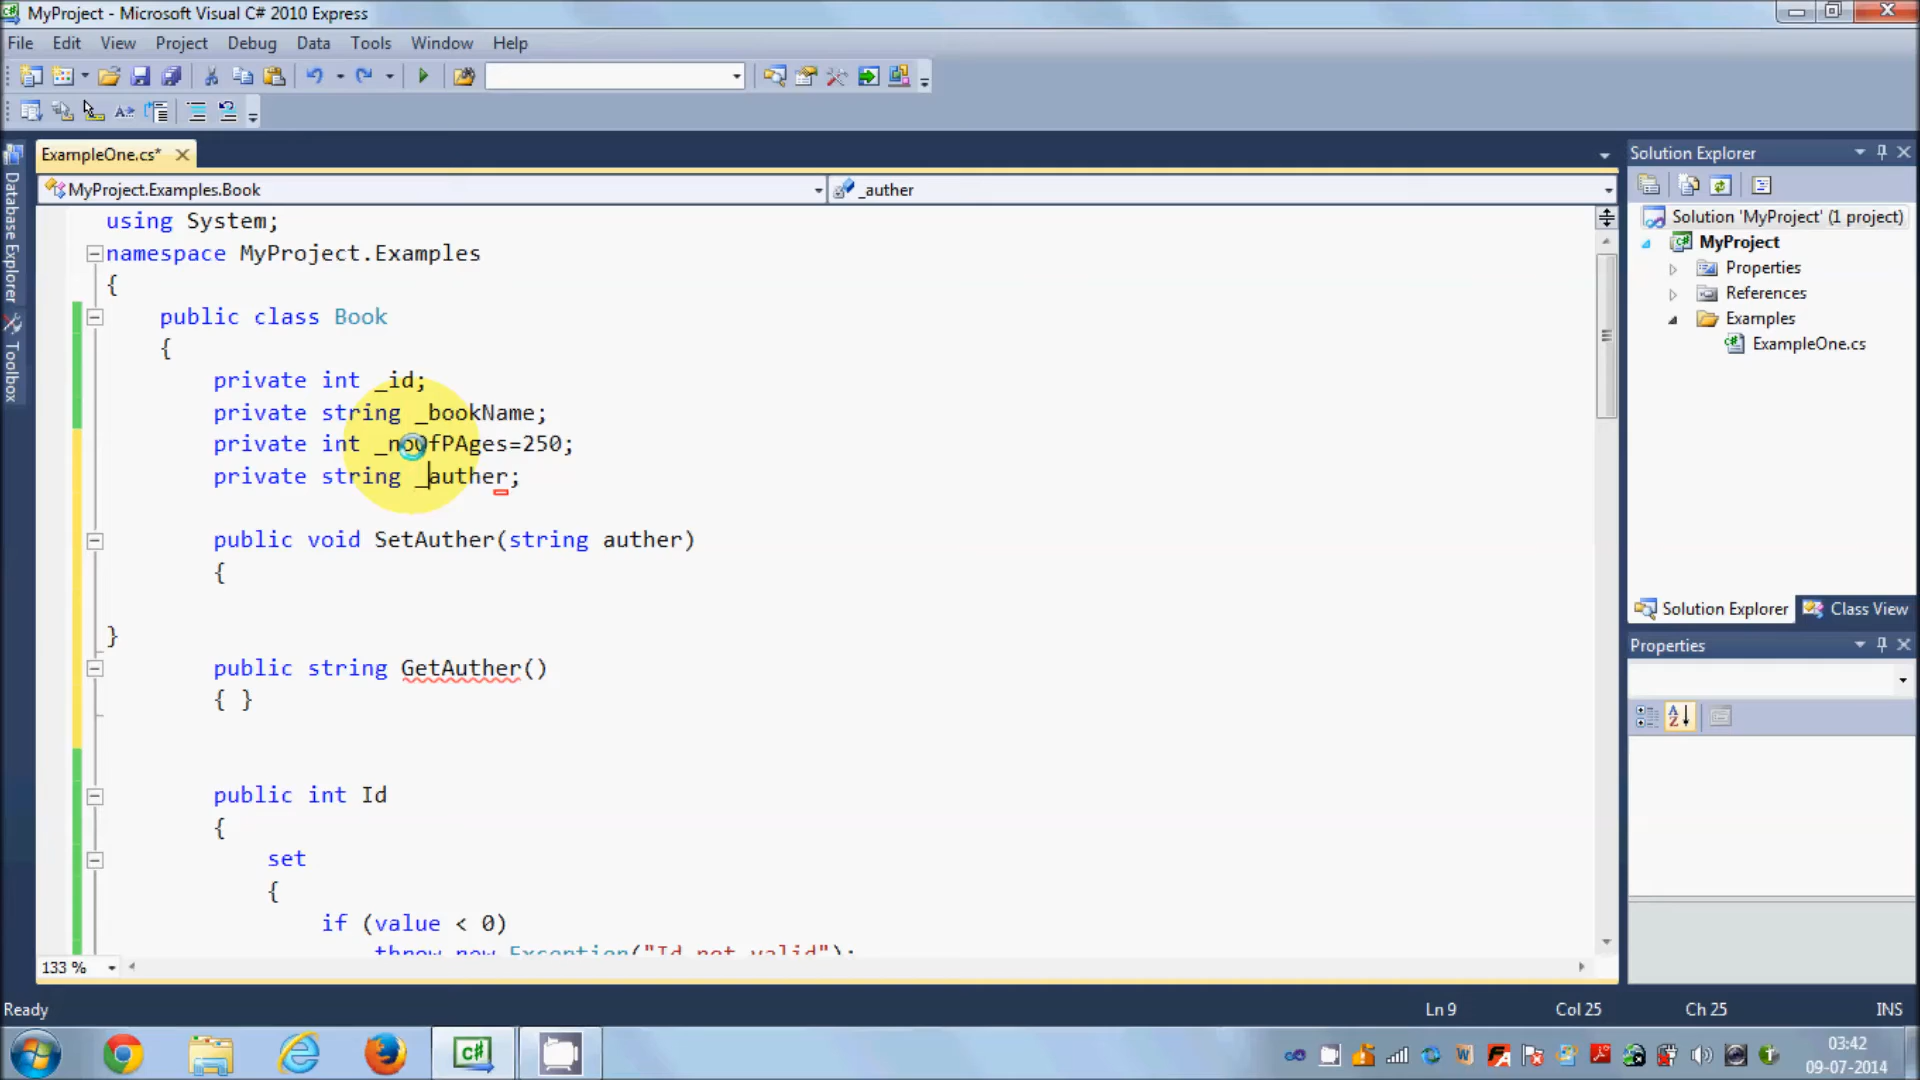 MyProject - Microsoft Visual C# 2010 Express
File Edit View Project Debug Data Tools Window Help
ExampleOne.cs*
MyProject.Examples.Book
_auther
Database Explorer
Toolbox
using System;
namespace MyProject.Examples
{
public class Book
{
private int _id;
private string _bookName;
private int _noOfPAges=250;
private string _auther;
public void SetAuther(string auther)
{
}
public string GetAuther()
{ }
public int Id
{
set
{
if (value < 0)
throw new Exception("Id not valid");
133 %
Solution Explorer
Solution 'MyProject' (1 project)
MyProject
Properties
References
Examples
ExampleOne.cs
Solution Explorer Class View
Properties
Ready
Ln 9 Col 25 Ch 25 INS
03:42
09-07-2014